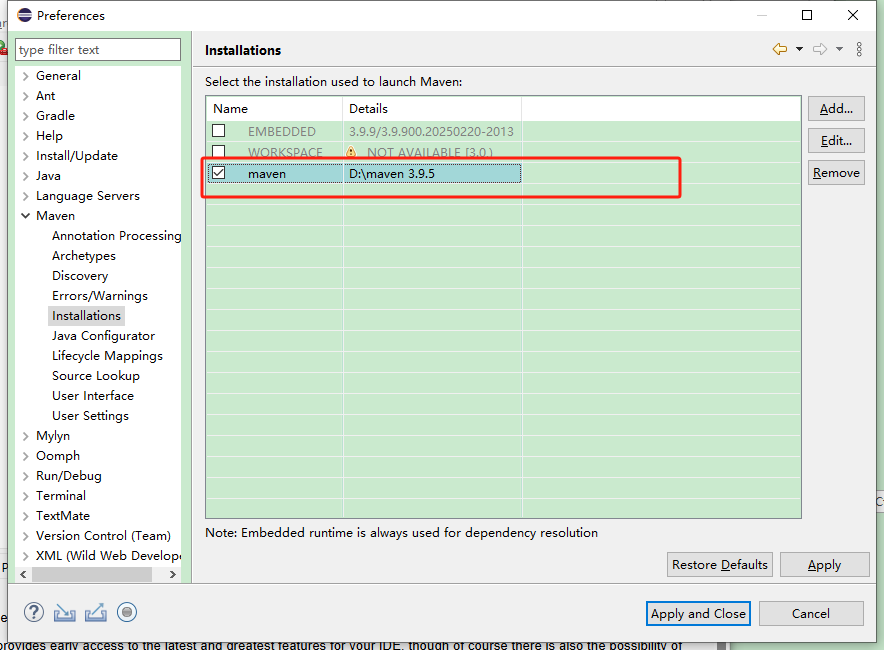 Preferences
type filter text
General
Ant
Gradle
Help
Install/Update
Java
Language Servers
Maven
Annotation Processing
Archetypes
Discovery
Errors/Warnings
Installations
Java Configurator
Lifecycle Mappings
Source Lookup
User Interface
User Settings
Mylyn
Oomph
Run/Debug
Terminal
TextMate
Version Control (Team)
XML (Wild Web Develope
Installations
Select the installation used to launch Maven:
Name Details
EMBEDDED 3.9.9/3.9.900.20250220-2013
WORKSPACE NOT AVAILABLE [3.0,)
maven D:\maven 3.9.5
Add...
Edit...
Remove
Note: Embedded runtime is always used for dependency resolution
Restore Defaults Apply
Apply and Close Cancel
provides early access to the latest and greatest features for your IDE, though of course there is also the possibility of